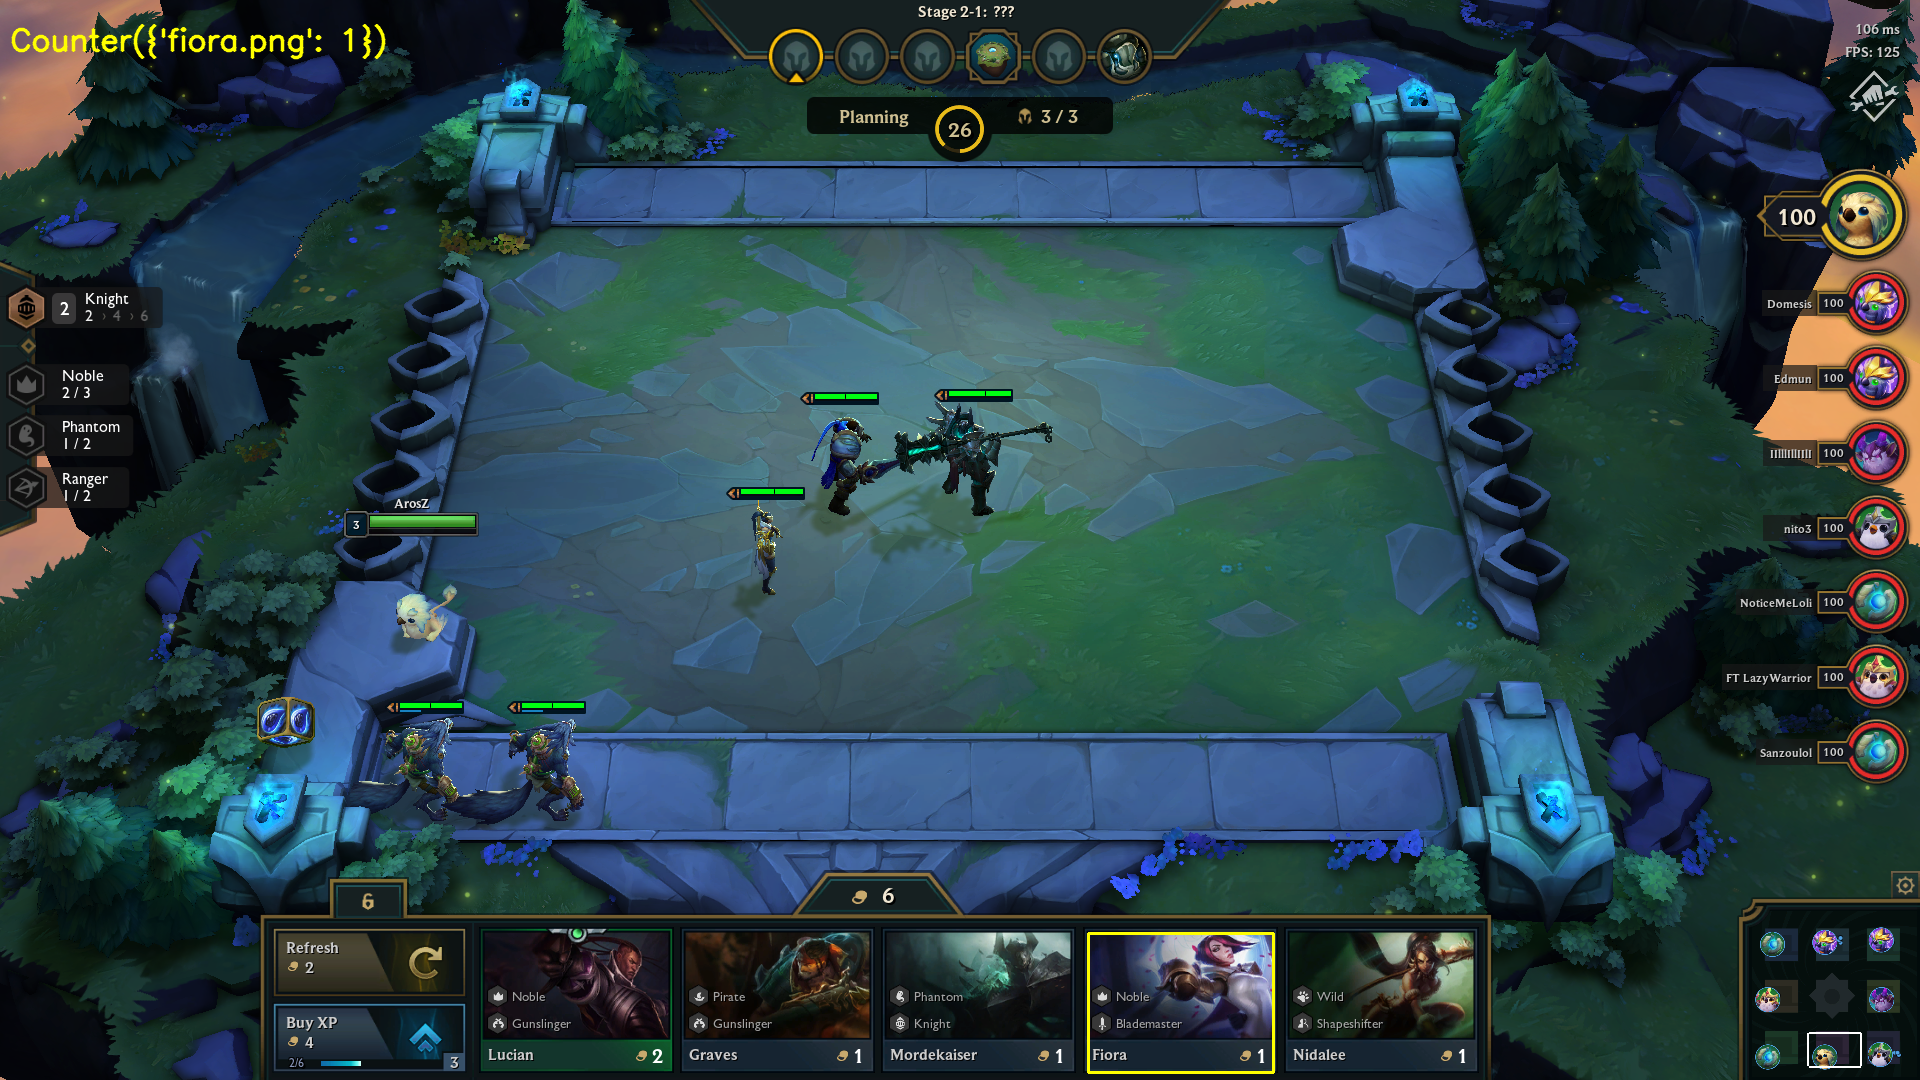 Stage 2-1: ???
Counter({'fiora.png': 1})
106 ms
FPS: 125
Planning
26
3 / 3
100
Domesis 100
Edmun 100
100
nito3 100
NoticeMeLoli 100
FT LazyWarrior 100
Sanzoulol 100
2
Knight
2 › 4 › 6
Noble
2 / 3
Phantom
1 / 2
Ranger
1 / 2
ArosZ
3
6
6
Refresh
2
Buy XP
4
2/6
3
Noble
Gunslinger
Lucian
2
Pirate
Gunslinger
Graves
1
Phantom
Knight
Mordekaiser
1
Noble
Blademaster
Fiora
1
Wild
Shapeshifter
Nidalee
1